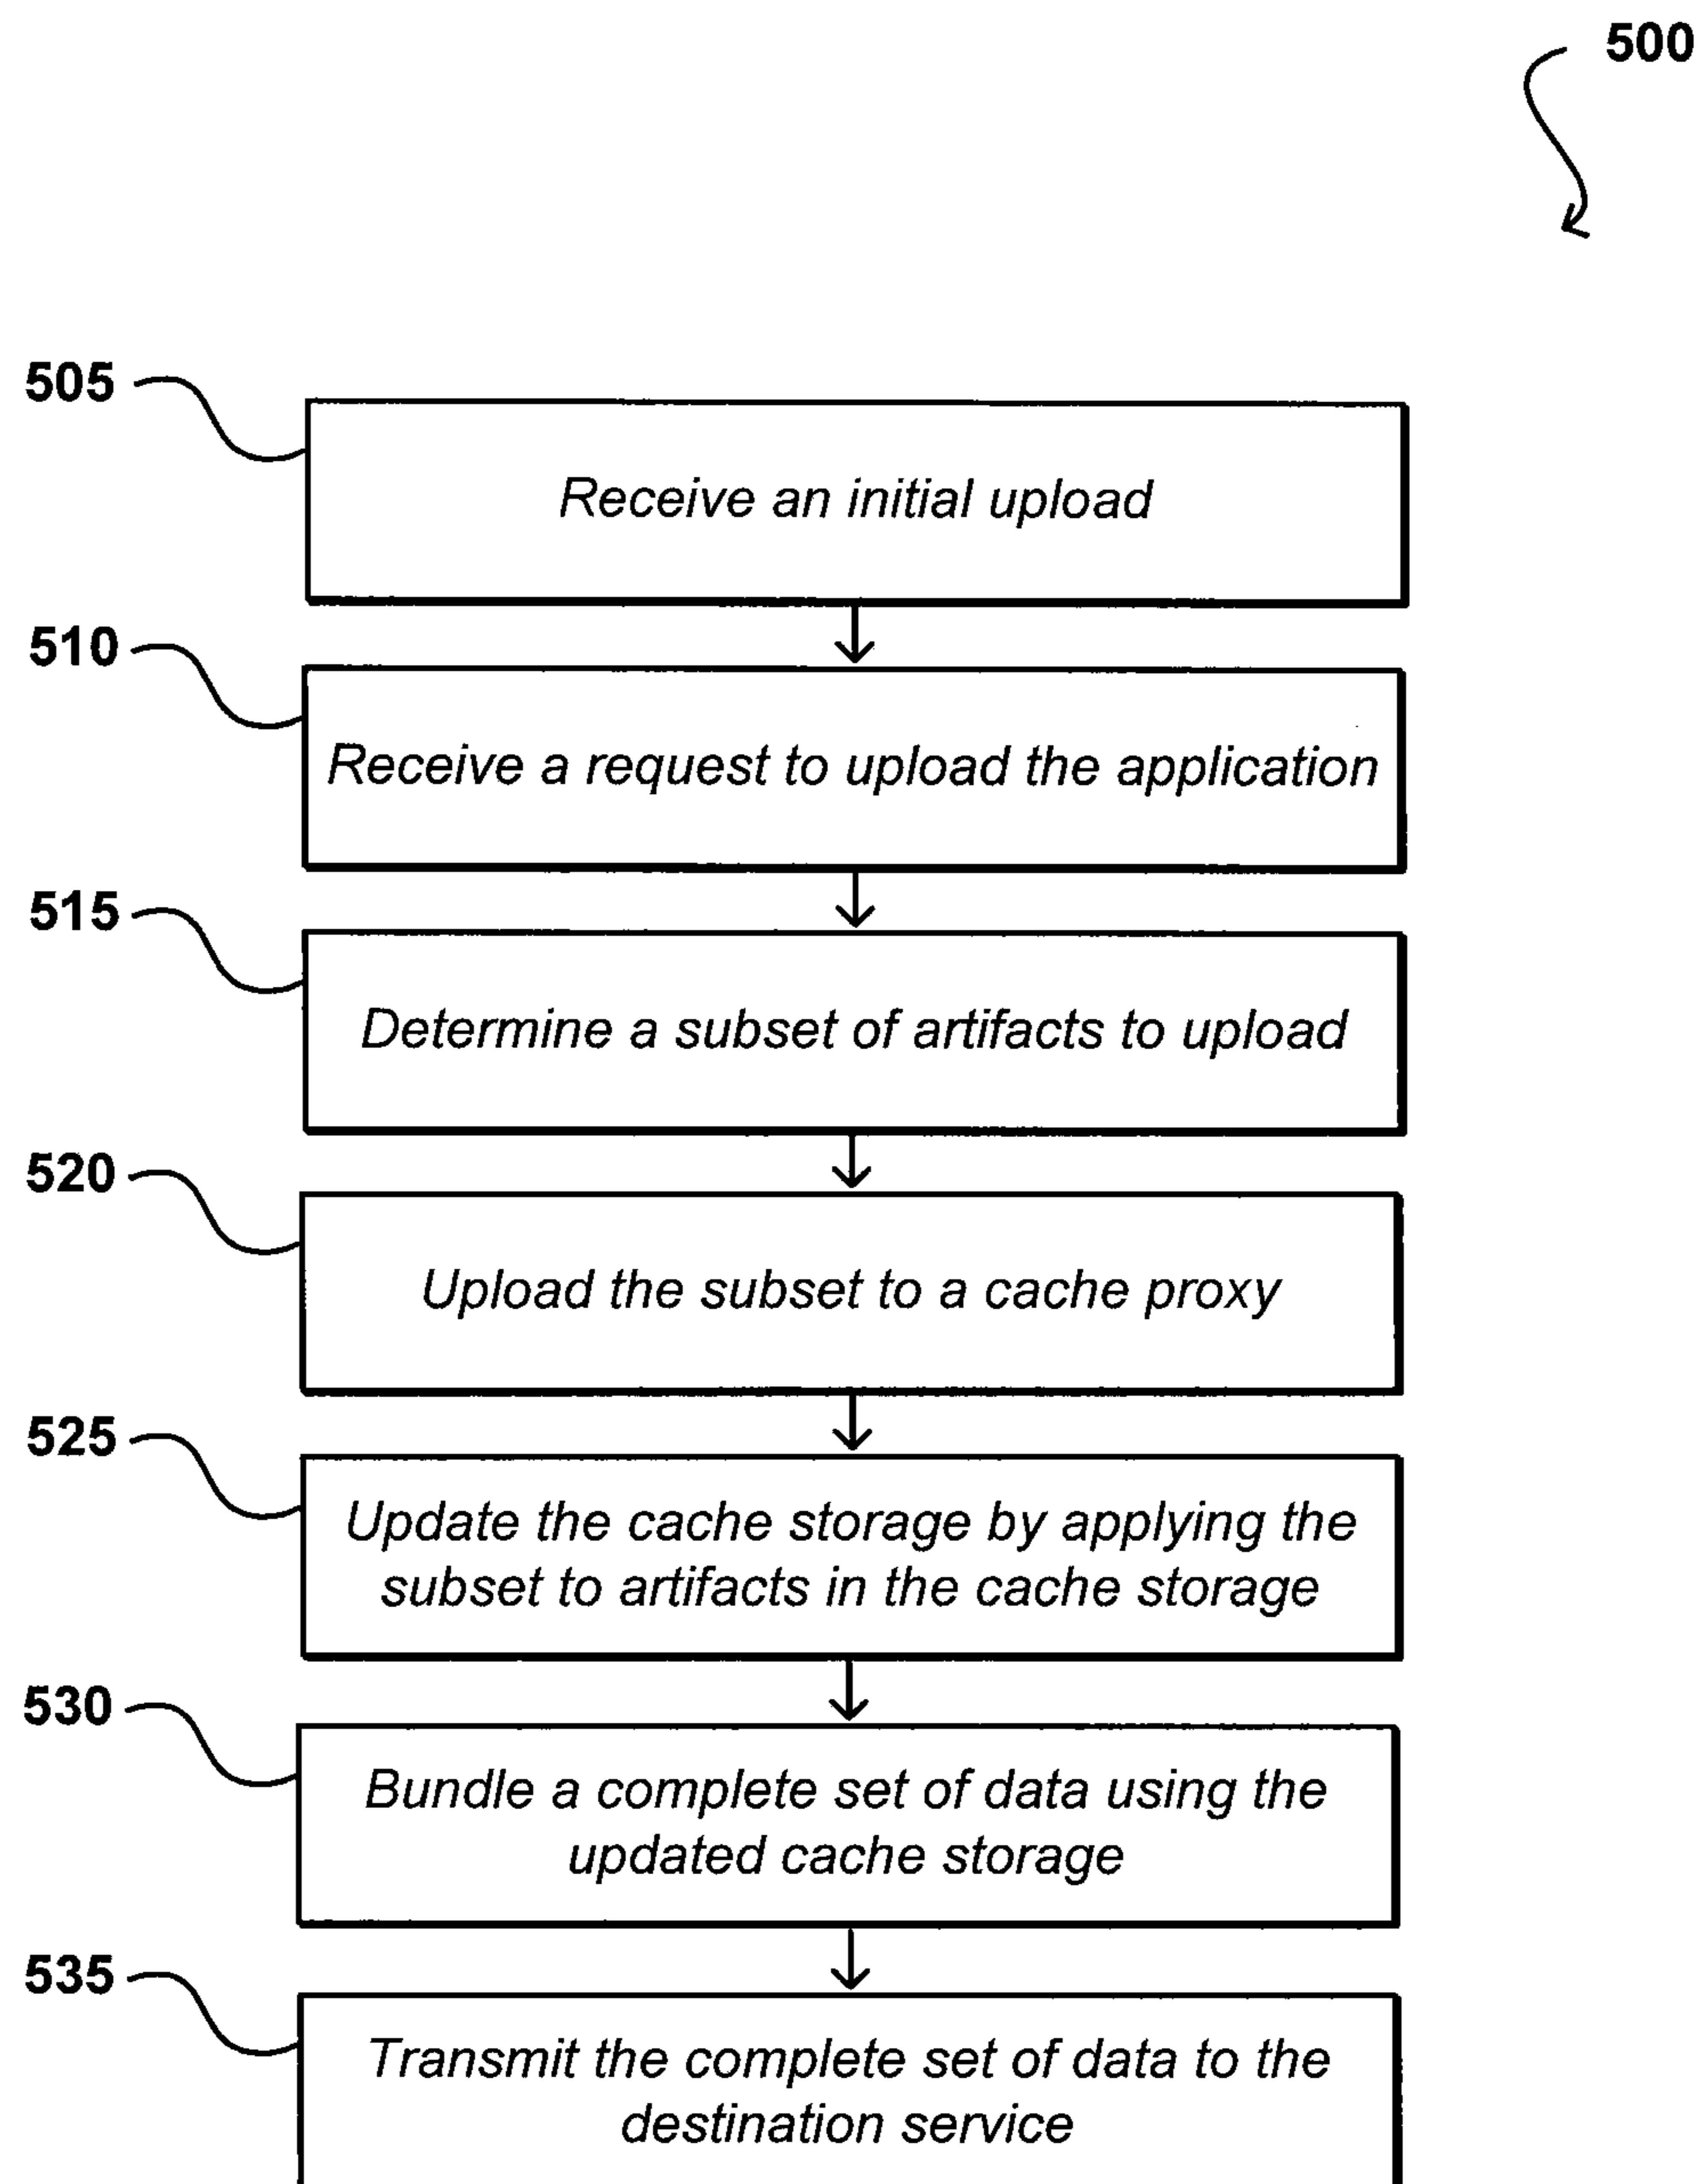 500
505
Receive an initial upload
510
Receive a request to upload the application
515
Determine a subset of artifacts to upload
520
Upload the subset to a cache proxy
525
Update the cache storage by applying the
subset to artifacts in the cache storage
530
Bundle a complete set of data using the
updated cache storage
535
Transmit the complete set of data to the
destination service